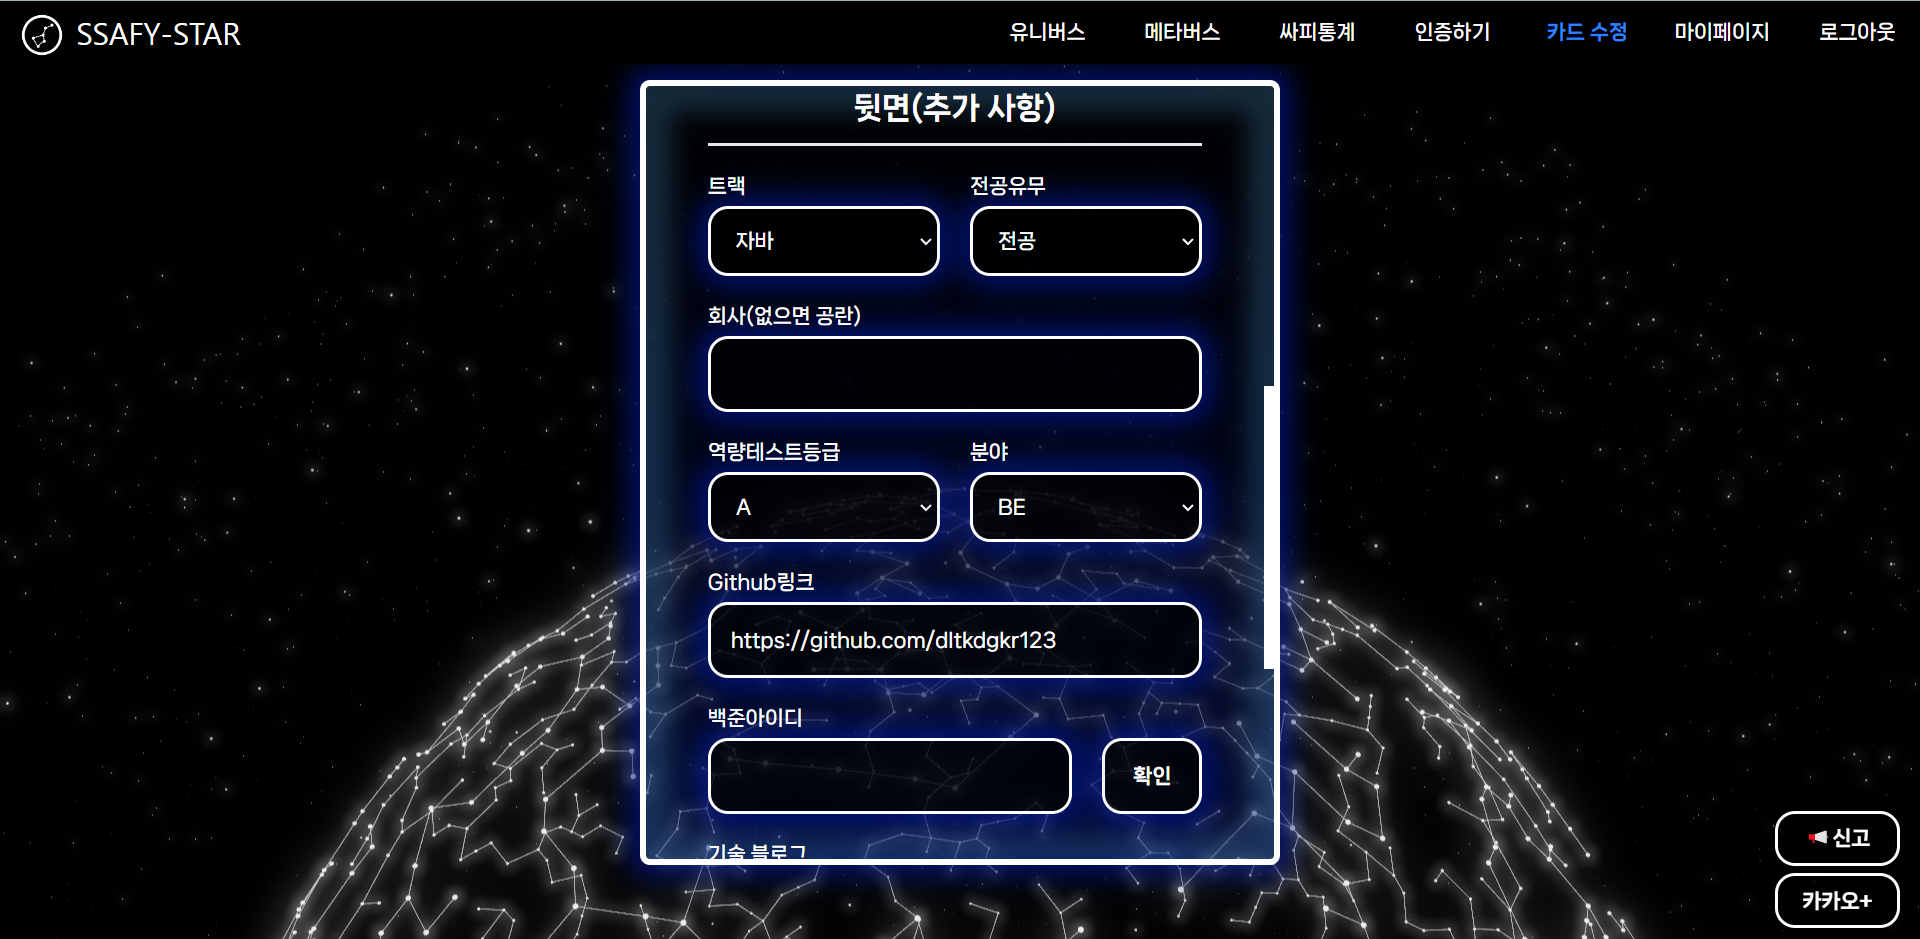 SSAFY-STAR
유니버스 메타버스 싸피통계 인증하기 카드 수정 마이페이지 로그아웃
뒷면(추가 사항)
트랙 전공유무
자바 전공
회사(없으면 공란)
역량테스트등급 분야
A BE
Github링크
https://github.com/dltkdgkr123
백준아이디
확인
기술 블로그
신고
카카오+